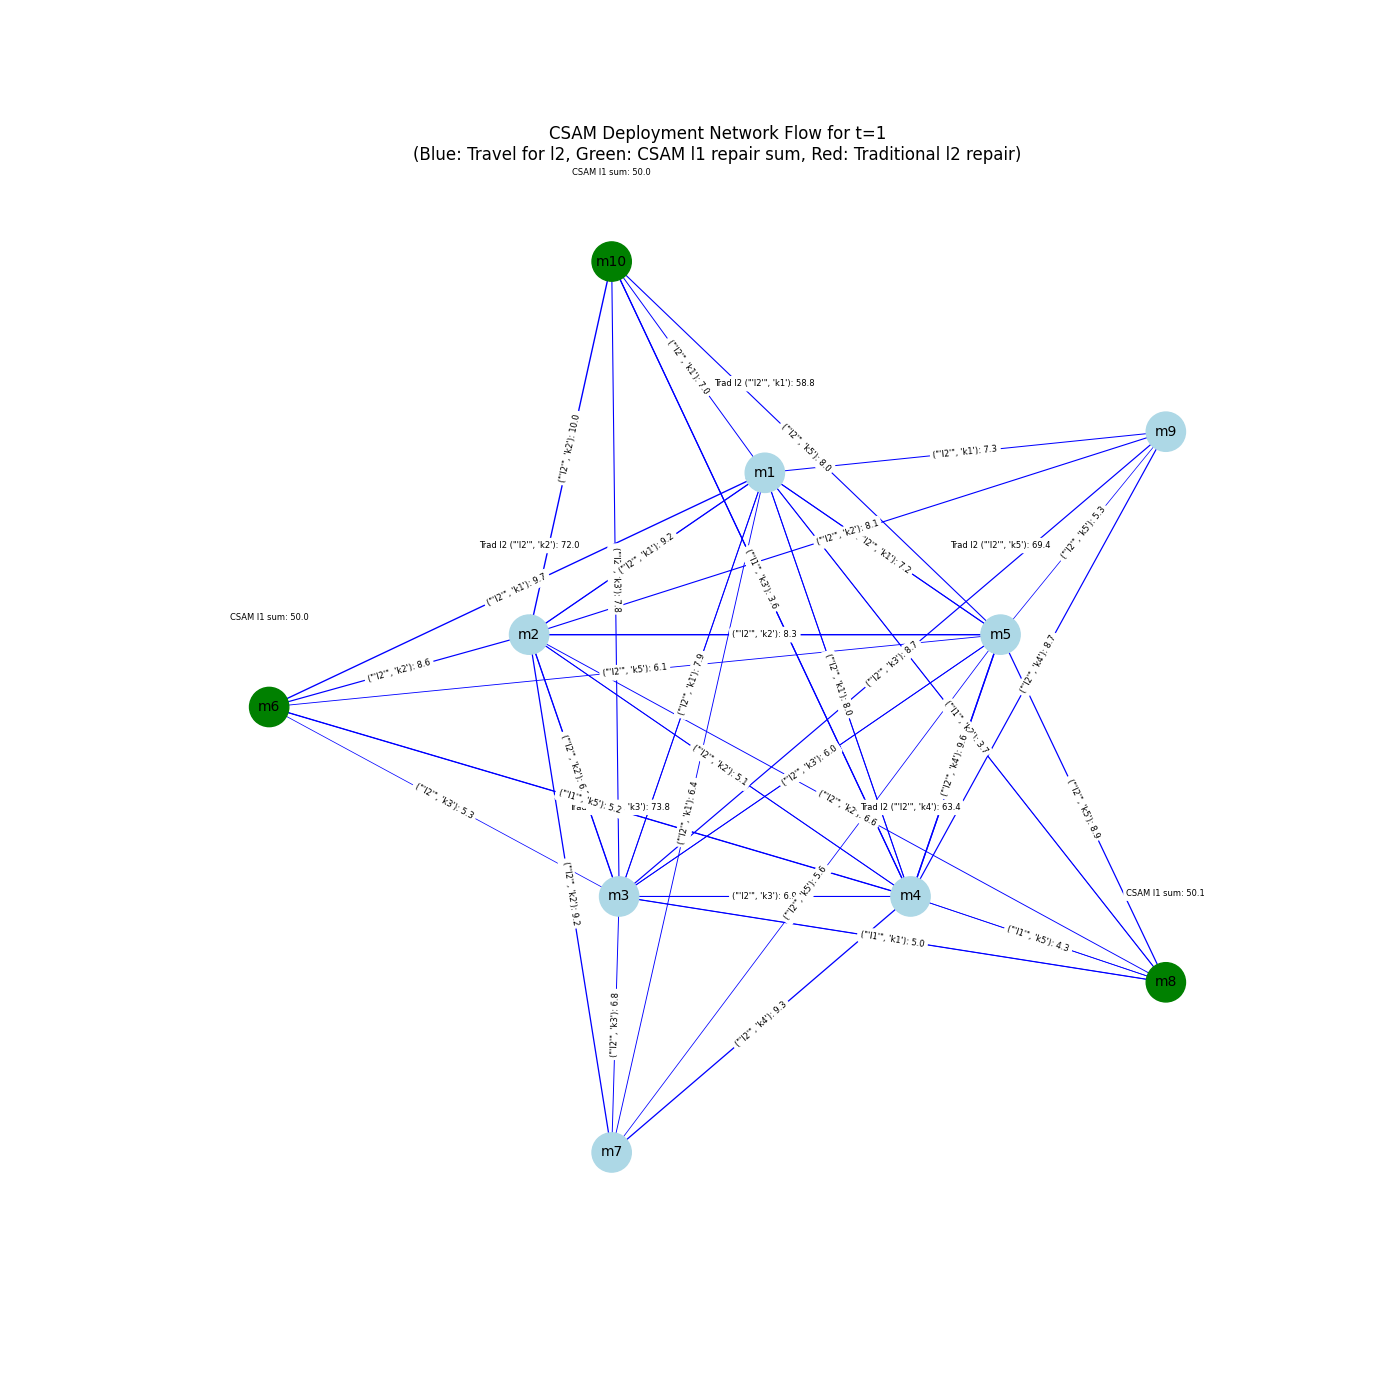 CSAM Deployment Network Flow for t=1
(Blue: Travel for l2, Green: CSAM l1 repair sum, Red: Traditional l2 repair)
CSAM l1 sum: 50.0
m10
("'l2'", 'k1'): 7.0
Trad l2 ("'l2'", 'k1'): 58.8
("'l2'", 'k2'): 10.0
("'l2'", 'k5'): 8.0
m9
("'l2'", 'k1'): 7.3
m1
("'l2'", 'k2'): 8.1
("'l2'", 'k5'): 5.3
Trad l2 ("'l2'", 'k2'): 72.0
("'l2'", 'k1'): 9.2
'l2'", 'k1'): 7.2
Trad l2 ("'l2'", 'k5'): 69.4
("'l2'", 'k3'): 7.8
("'l1'", 'k3'): 3.6
("'l2'", 'k1'): 9.7
CSAM l1 sum: 50.0
m2
("'l2'", 'k2'): 8.3
m5
("'l2'", 'k2'): 8.6
("'l2'", 'k5'): 6.1
("'l2'", 'k1'): 7.9
("'l2'", 'k1'): 8.0
("'l2'", 'k3'): 8.7
("'l2'", 'k4'): 8.7
m6
("'l1'", 'k2'): 3.7
("'l2'", 'k2'): 6
("'l2'", 'k2'): 5.1
("'l2'", 'k3'): 6.0
("'l2'", 'k4'): 9.6
("'l2'", 'k3'): 5.3
("'l1'", 'k5'): 5.2
'k3'): 73.8
("'l2'", 'k1'): 6.4
("'l2'", 'k2'): 6.6
Trad l2 ("'l2'", 'k4'): 63.4
("'l2'", 'k5'): 8.9
("'l2'", 'k2'): 9.2
m3
("'l2'", 'k3'): 6.9
("'l2'", 'k5'): 5.6
m4
CSAM l1 sum: 50.1
("'l1'", 'k1'): 5.0
("'l1'", 'k5'): 4.3
m8
("'l2'", 'k3'): 6.8
("'l2'", 'k4'): 9.3
m7